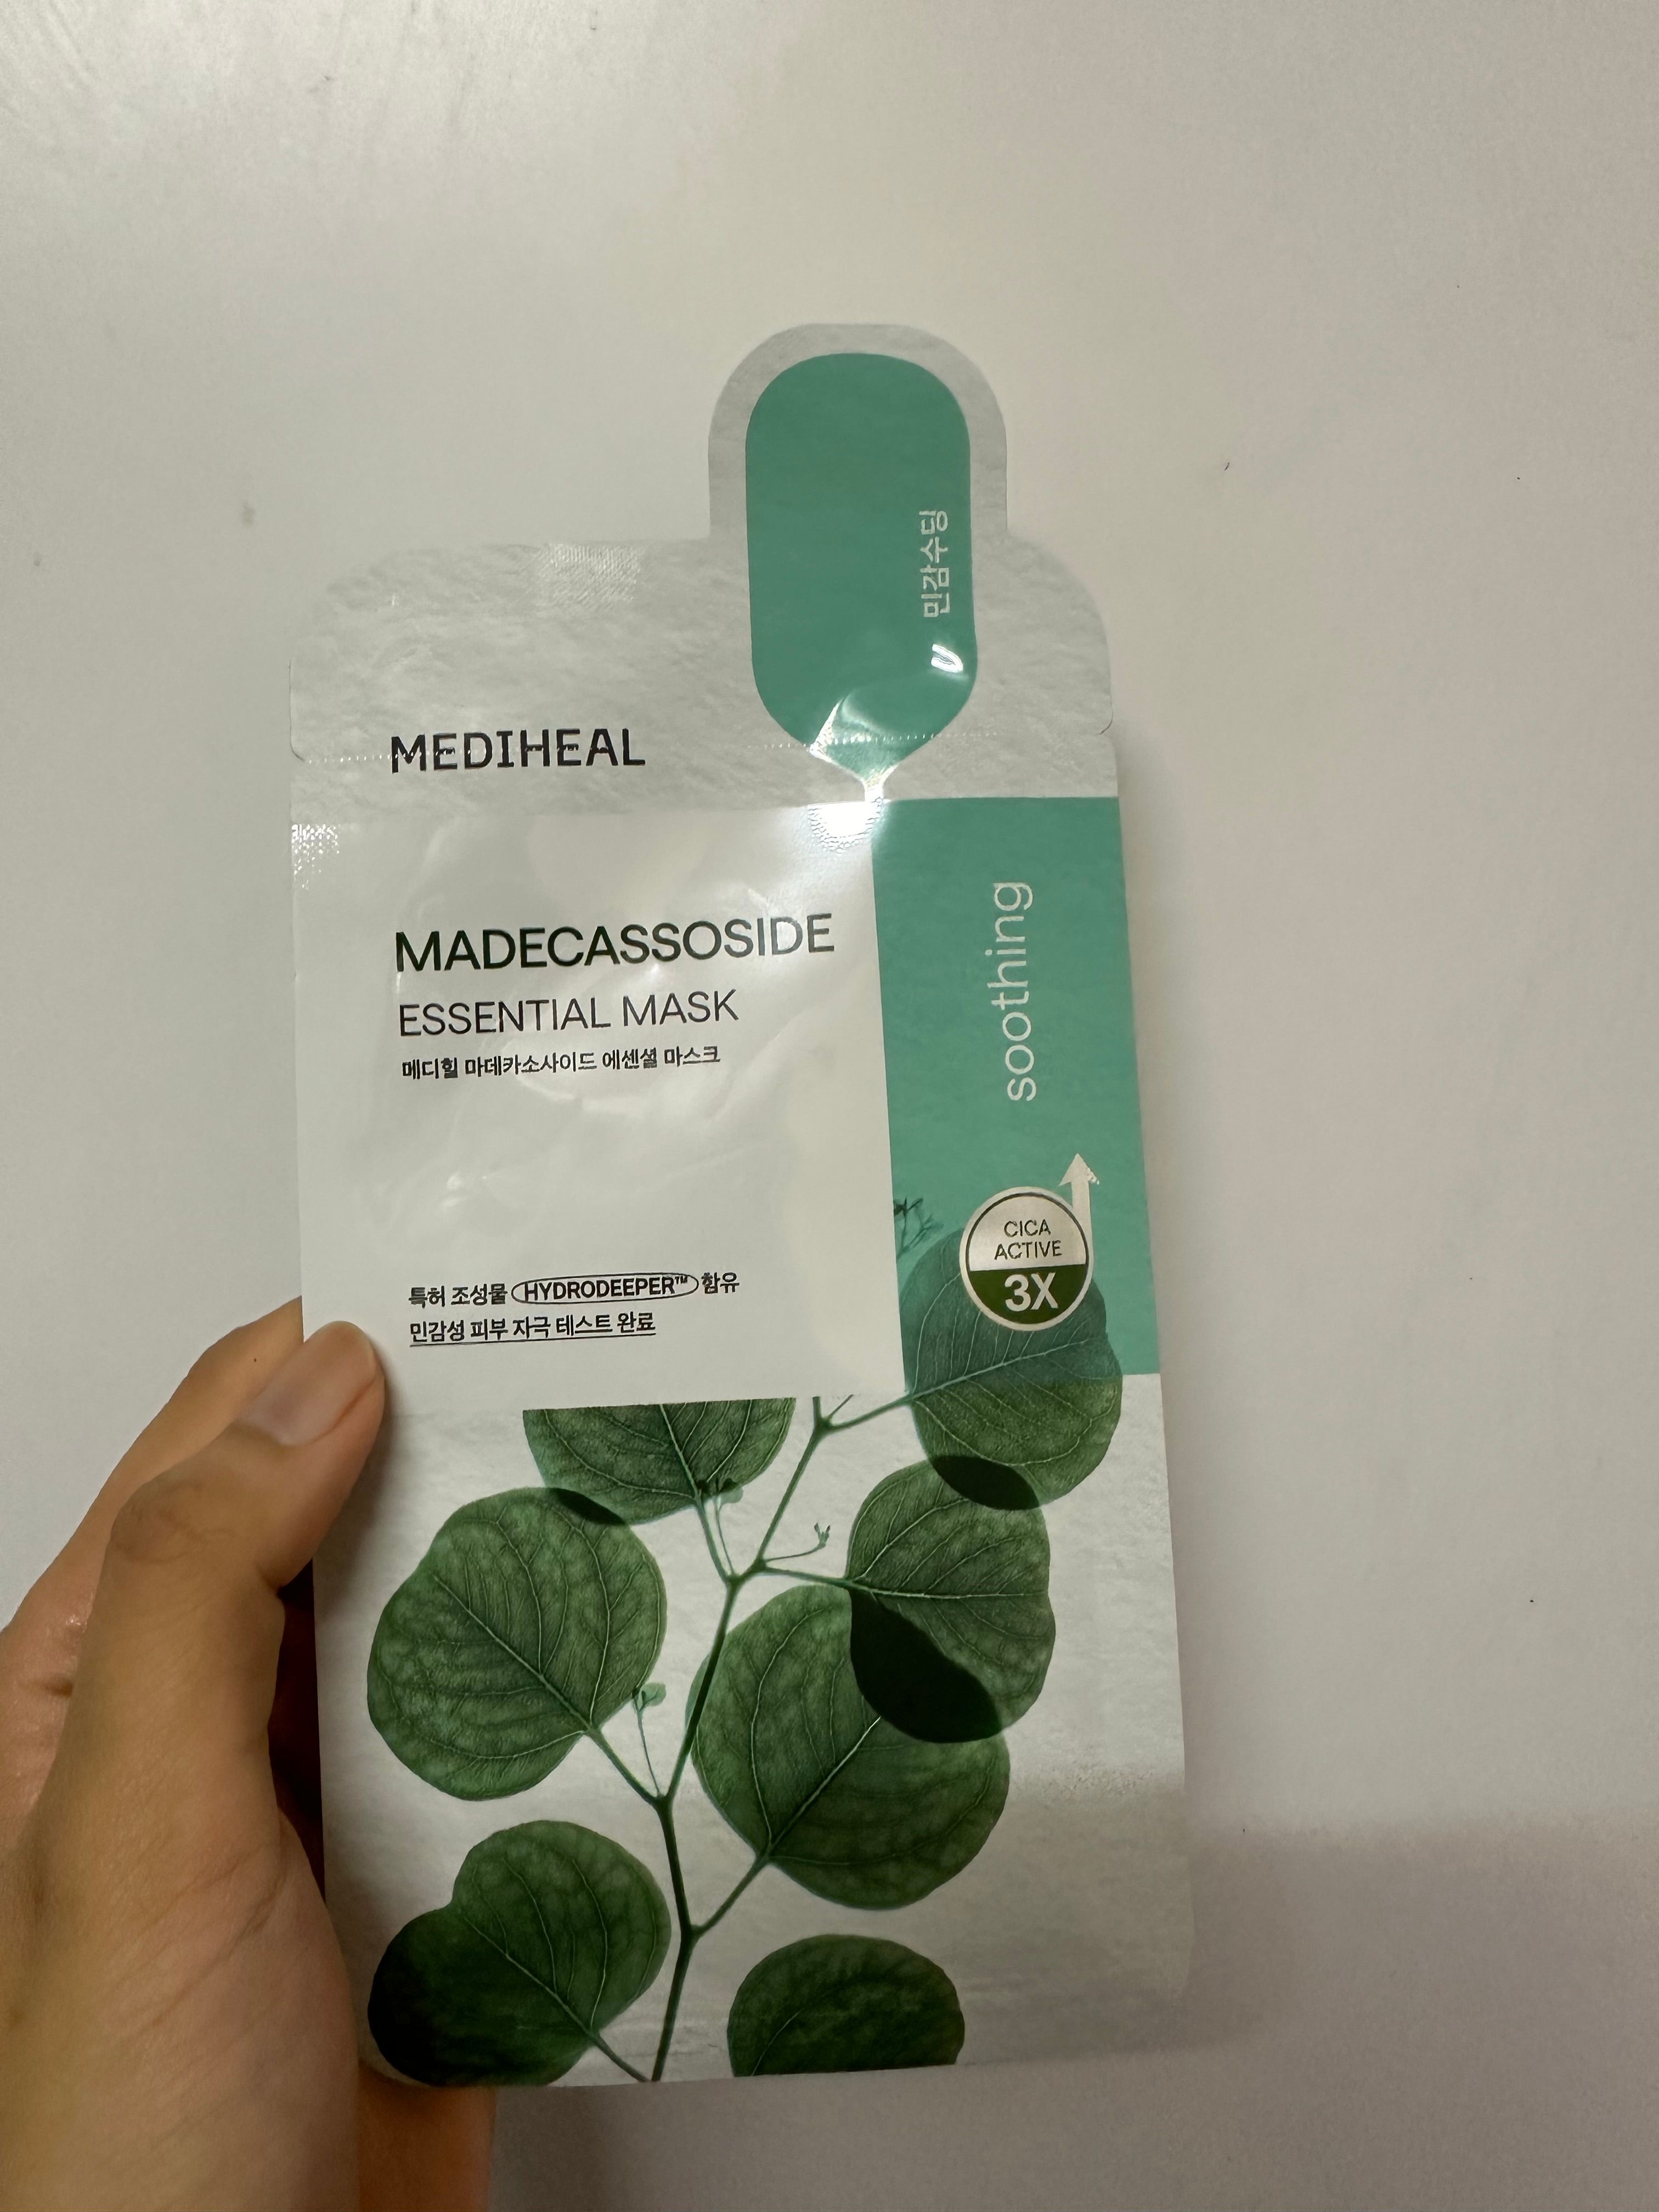 민감수딩
MEDIHEAL
MADECASSOSIDE
ESSENTIAL MASK
메디힐 마데카소사이드 에센셜 마스크
soothing
CICA
ACTIVE
3X
특허 조성물 HYDRODEEPER™ 함유
민감성 피부 자극 테스트 완료